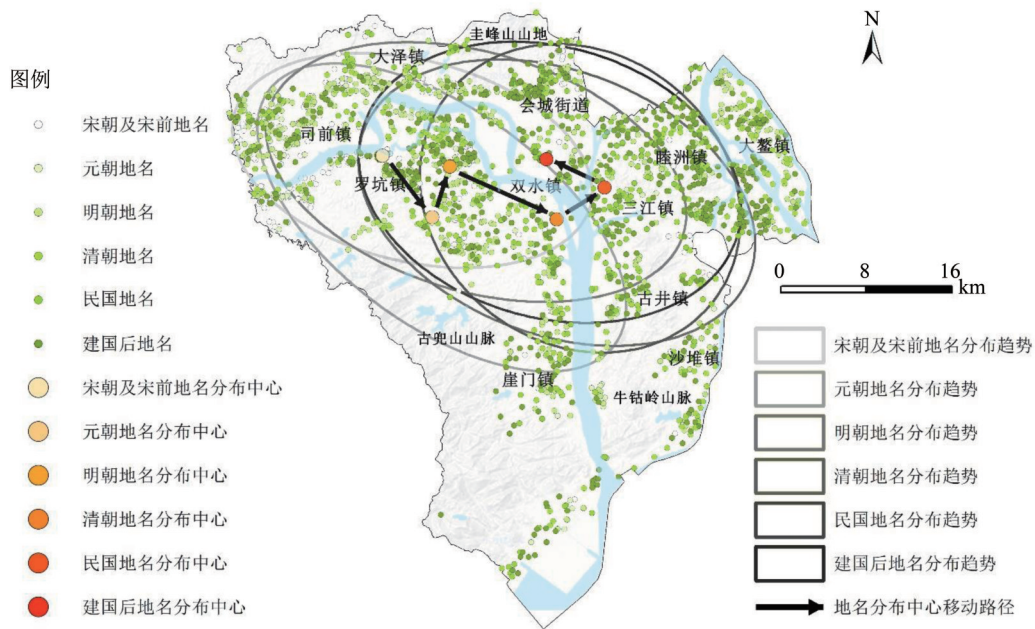 圭峰山山地
N
大泽镇
图例
会城街道
宋朝及宋前地名
司前镇
大鳌镇
睦洲镇
元朝地名
罗坑镇
双水镇
明朝地名
三江镇
清朝地名
0 8 16
km
民国地名
古井镇
建国后地名
古兜山山脉
沙堆镇
宋朝及宋前地名分布趋势
宋朝及宋前地名分布中心
崖门镇
牛牯岭山脉
元朝地名分布趋势
元朝地名分布中心
明朝地名分布趋势
明朝地名分布中心
清朝地名分布趋势
清朝地名分布中心
民国地名分布趋势
民国地名分布中心
建国后地名分布趋势
建国后地名分布中心
地名分布中心移动路径